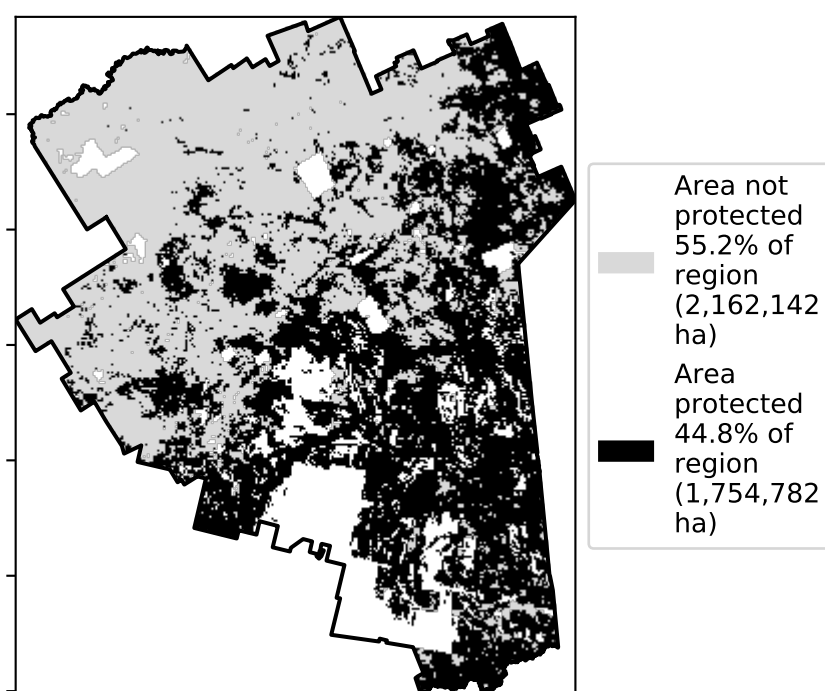 Area not
protected
55.2% of
region
(2,162,142
ha)
Area
protected
44.8% of
region
(1,754,782
ha)